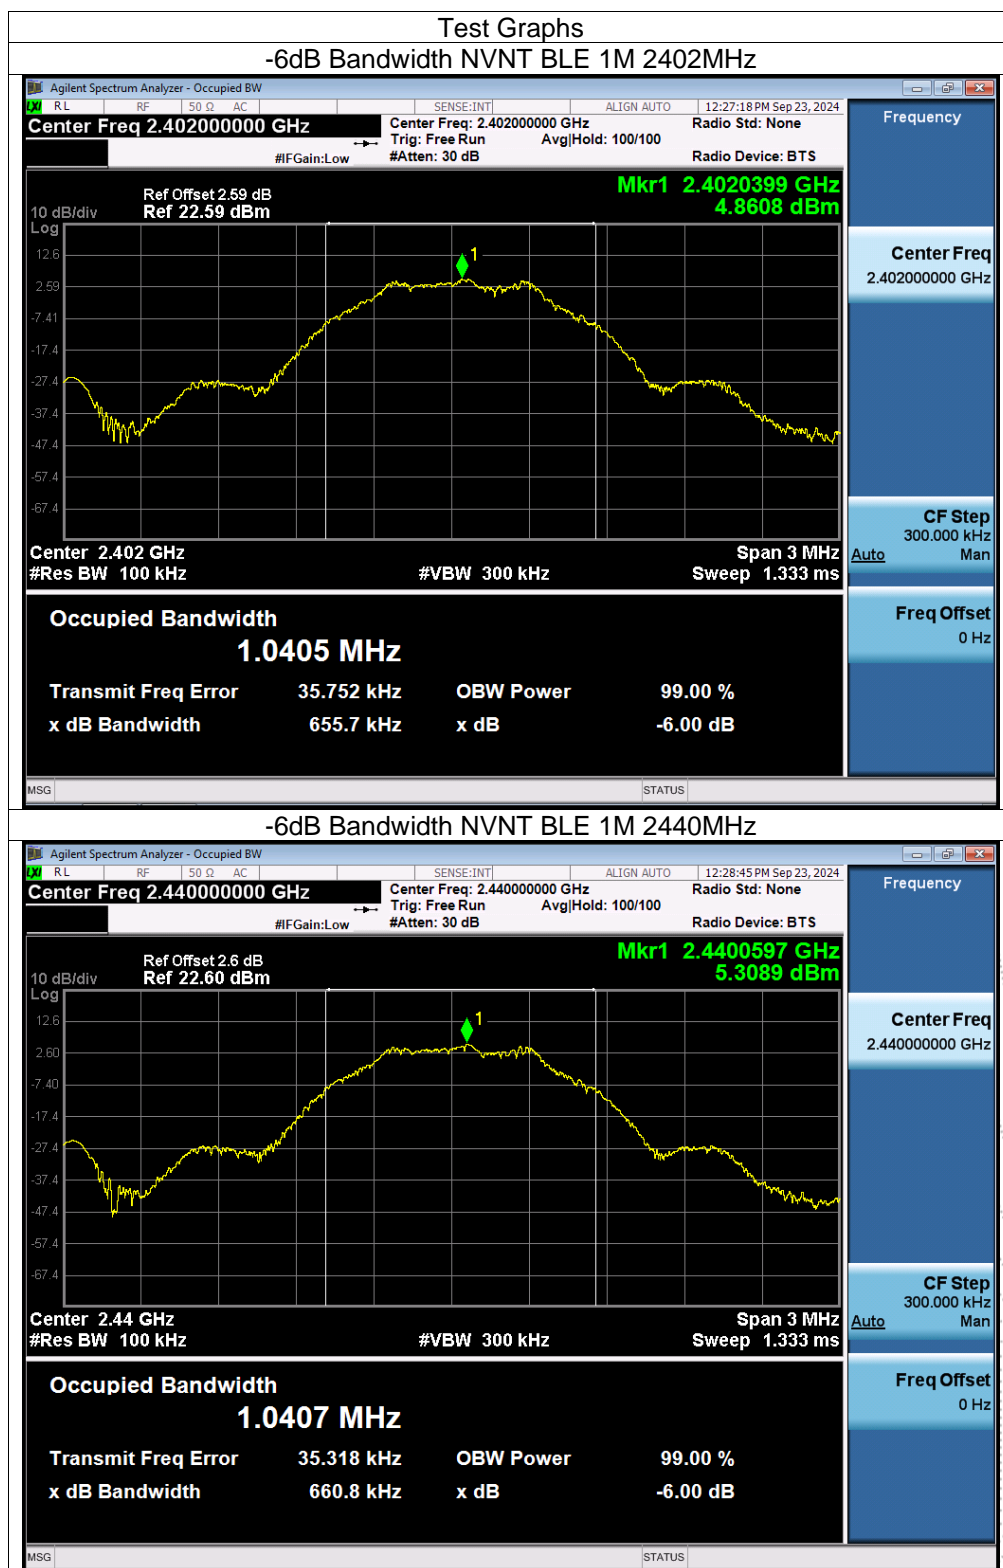 Test Graphs
-6dB Bandwidth NVNT BLE 1M 2402MHz
Agilent Spectrum Analyzer - Occupied BW
LXI RL RF 50 Ω AC SENSE:INT ALIGN AUTO 12:27:18 PM Sep 23, 2024
Center Freq 2.402000000 GHz
Center Freq: 2.402000000 GHz
Radio Std: None
Trig: Free Run Avg|Hold: 100/100
#IFGain:Low
#Atten: 30 dB
Radio Device: BTS
Frequency
Mkr1 2.4020399 GHz
4.8608 dBm
Ref Offset 2.59 dB
10 dB/div Ref 22.59 dBm
Log
1
12.6
2.59
-7.41
-17.4
-27.4
-37.4
-47.4
-57.4
-67.4
Center Freq
2.402000000 GHz
Center 2.402 GHz Span 3 MHz
#Res BW 100 kHz #VBW 300 kHz Sweep 1.333 ms
CF Step
300.000 kHz
Auto Man
Freq Offset
0 Hz
Occupied Bandwidth
1.0405 MHz
Transmit Freq Error 35.752 kHz OBW Power 99.00 %
x dB Bandwidth 655.7 kHz x dB -6.00 dB
MSG STATUS
-6dB Bandwidth NVNT BLE 1M 2440MHz
Agilent Spectrum Analyzer - Occupied BW
LXI RL RF 50 Ω AC SENSE:INT ALIGN AUTO 12:28:45 PM Sep 23, 2024
Center Freq 2.440000000 GHz
Center Freq: 2.440000000 GHz
Radio Std: None
Trig: Free Run Avg|Hold: 100/100
#IFGain:Low
#Atten: 30 dB
Radio Device: BTS
Frequency
Mkr1 2.4400597 GHz
5.3089 dBm
Ref Offset 2.6 dB
10 dB/div Ref 22.60 dBm
Log
1
12.6
2.60
-7.40
-17.4
-27.4
-37.4
-47.4
-57.4
-67.4
Center Freq
2.440000000 GHz
Center 2.44 GHz Span 3 MHz
#Res BW 100 kHz #VBW 300 kHz Sweep 1.333 ms
CF Step
300.000 kHz
Auto Man
Freq Offset
0 Hz
Occupied Bandwidth
1.0407 MHz
Transmit Freq Error 35.318 kHz OBW Power 99.00 %
x dB Bandwidth 660.8 kHz x dB -6.00 dB
MSG STATUS